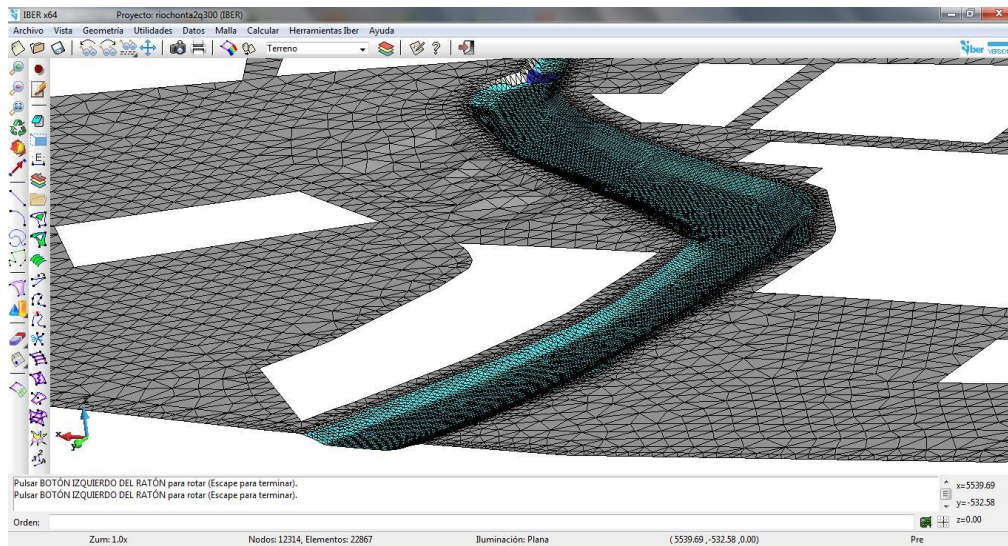 IBER x64 Proyecto: riochonta2q300 (IBER)
Archivo Vista Geometría Utilidades Datos Malla Calcular Herramientas Iber Ayuda
Terreno
Iber VERSION
E
z
x
y
Pulsar BOTÓN IZQUIERDO DEL RATÓN para rotar (Escape para terminar).
Pulsar BOTÓN IZQUIERDO DEL RATÓN para rotar (Escape para terminar).
x=5539.69
y=-532.58
z=0.00
Orden:
Zum: 1.0x Nodos: 12314, Elementos: 22867 Iluminación: Plana (5539.69 ,-532.58 ,0.00) Pre